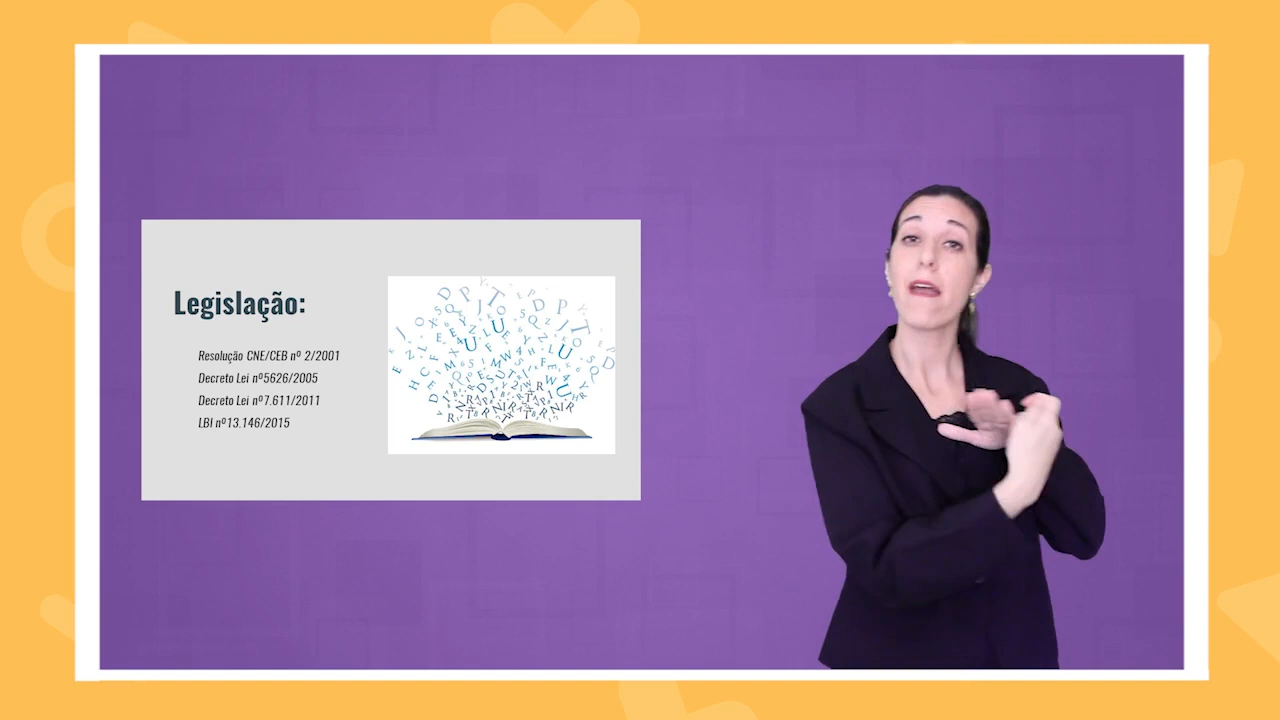 Legislação:
Resolução CNE/CEB nº 2/2001
Decreto Lei nº5626/2005
Decreto Lei nº7.611/2011
LBI nº13.146/2015